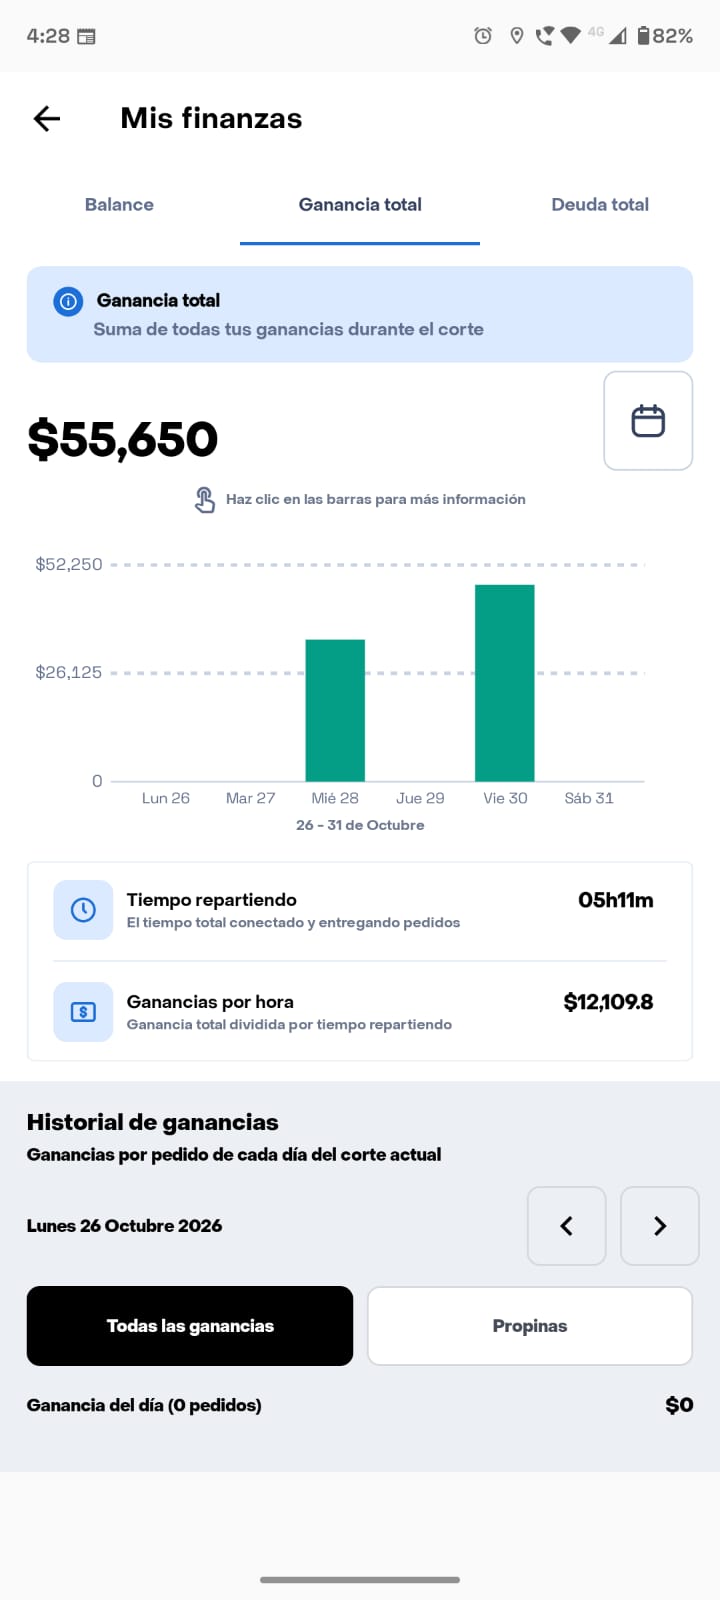 4:28
4G
82%
Mis finanzas
Balance
Ganancia total
Deuda total
Ganancia total
Suma de todas tus ganancias durante el corte
$55,650
Haz clic en las barras para más información
$52,250
$26,125
0
Lun 26
Mar 27
Mié 28
Jue 29
Vie 30
Sáb 31
26 - 31 de Octubre
Tiempo repartiendo
05h11m
El tiempo total conectado y entregando pedidos
Ganancias por hora
$12,109.8
Ganancia total dividida por tiempo repartiendo
Historial de ganancias
Ganancias por pedido de cada día del corte actual
Lunes 26 Octubre 2026
Todas las ganancias
Propinas
Ganancia del día (0 pedidos)
$0